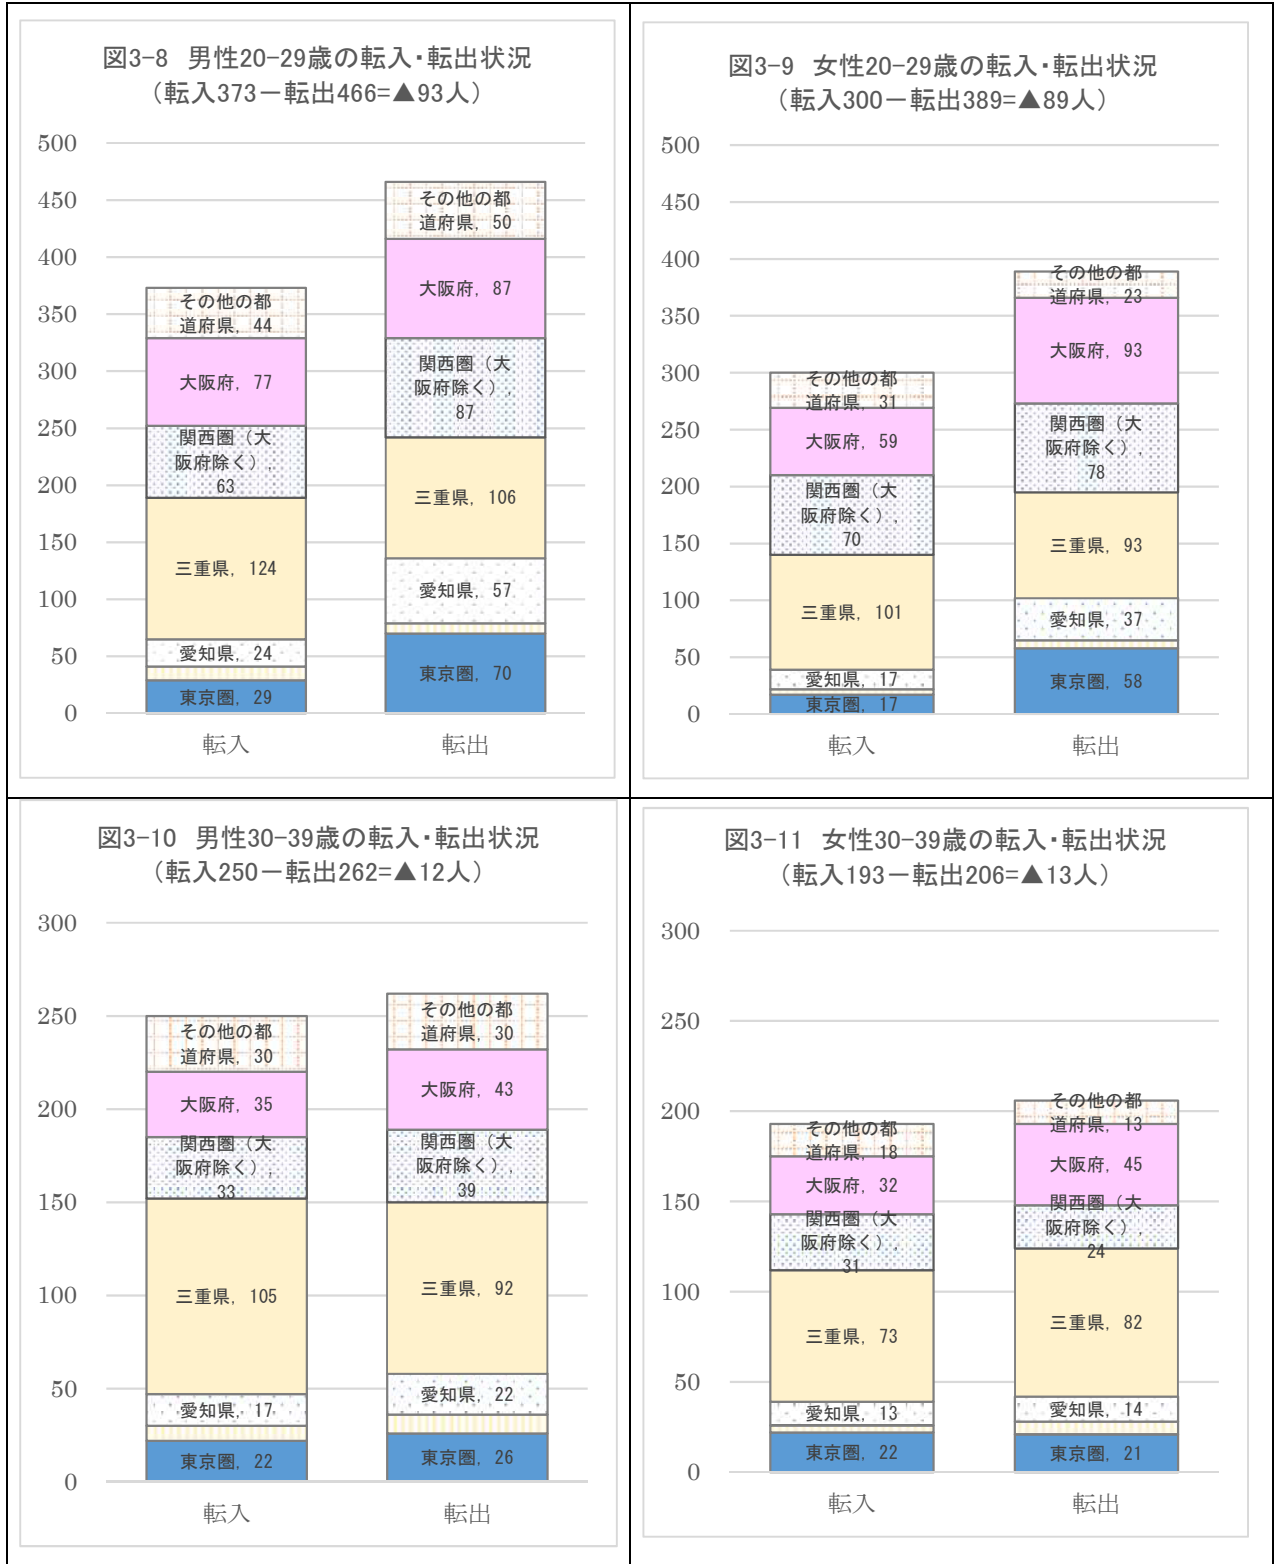 図3-8 男性20-29歳の転入・転出状況
（転入373－転出466=▲93人）
500
450
400
350
300
250
200
150
100
50
0
その他の都
道府県, 44
大阪府, 77
関西圏（大
阪府除く）,
63
三重県, 124
愛知県, 24
東京圏, 29
その他の都
道府県, 50
大阪府, 87
関西圏（大
阪府除く）,
87
三重県, 106
愛知県, 57
東京圏, 70
転入
転出
図3-9 女性20-29歳の転入・転出状況
（転入300－転出389=▲89人）
500
450
400
350
300
250
200
150
100
50
0
その他の都
道府県, 31
大阪府, 59
関西圏（大
阪府除く）,
70
三重県, 101
愛知県, 17
東京圏, 17
その他の都
道府県, 23
大阪府, 93
関西圏（大
阪府除く）,
78
三重県, 93
愛知県, 37
東京圏, 58
転入
転出
図3-10 男性30-39歳の転入・転出状況
（転入250－転出262=▲12人）
300
250
200
150
100
50
0
その他の都
道府県, 30
大阪府, 35
関西圏（大
阪府除く）,
33
三重県, 105
愛知県, 17
東京圏, 22
その他の都
道府県, 30
大阪府, 43
関西圏（大
阪府除く）,
39
三重県, 92
愛知県, 22
東京圏, 26
転入
転出
図3-11 女性30-39歳の転入・転出状況
（転入193－転出206=▲13人）
300
250
200
150
100
50
0
その他の都
道府県, 18
大阪府, 32
関西圏（大
阪府除く）,
31
三重県, 73
愛知県, 13
東京圏, 22
その他の都
道府県, 13
大阪府, 45
関西圏（大
阪府除く）,
24
三重県, 82
愛知県, 14
東京圏, 21
転入
転出